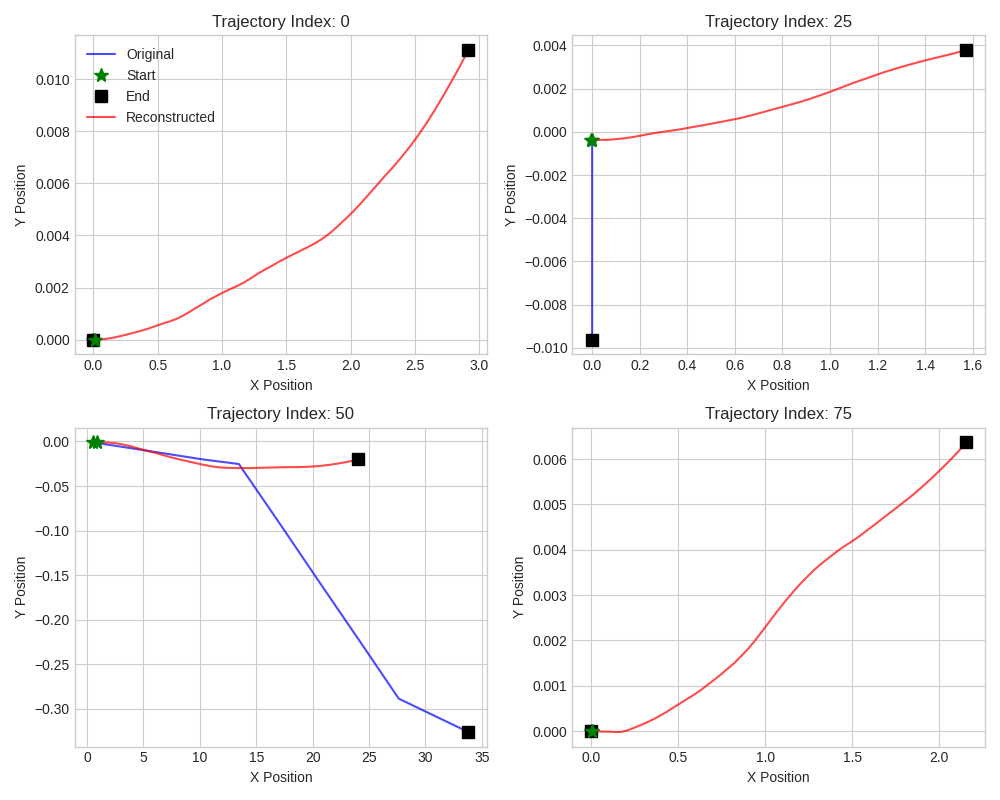 Trajectory Index: 0
Original
Start
End
Reconstructed
0.010
0.008
0.006
0.004
0.002
0.000
Y Position
0.0 0.5 1.0 1.5 2.0 2.5 3.0
X Position
Trajectory Index: 25
0.004
0.002
0.000
−0.002
−0.004
−0.006
−0.008
−0.010
Y Position
0.0 0.2 0.4 0.6 0.8 1.0 1.2 1.4 1.6
X Position
Trajectory Index: 50
0.00
−0.05
−0.10
−0.15
−0.20
−0.25
−0.30
Y Position
0 5 10 15 20 25 30 35
X Position
Trajectory Index: 75
0.006
0.005
0.004
0.003
0.002
0.001
0.000
Y Position
0.0 0.5 1.0 1.5 2.0
X Position